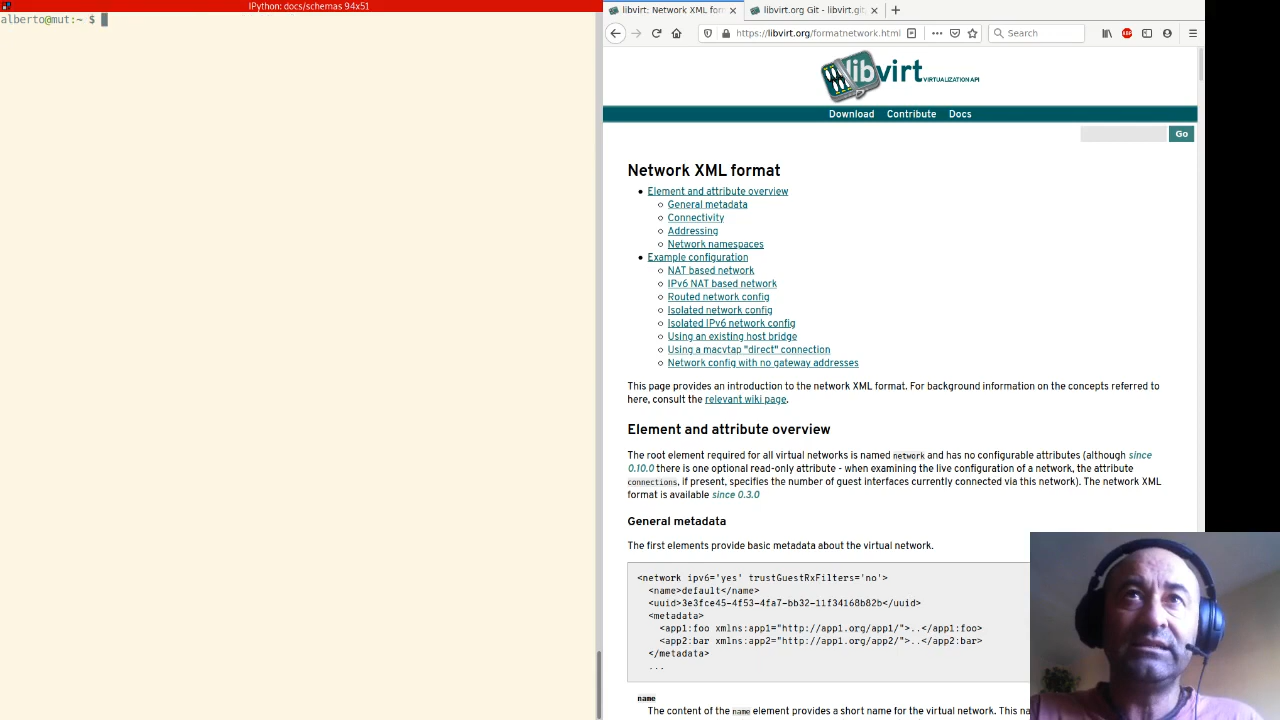 IPython: docs/schemas 94x51
alberto@mut:~ $
libvirt: Network XML for
libvirt.org Git - libvirt.git
https://libvirt.org/formatnetwork.html
Search
ABP
libvirt VIRTUALIZATION API
Download Contribute Docs
Go
Network XML format
Element and attribute overview
General metadata
Connectivity
Addressing
Network namespaces
Example configuration
NAT based network
IPv6 NAT based network
Routed network config
Isolated network config
Isolated IPv6 network config
Using an existing host bridge
Using a macvtap "direct" connection
Network config with no gateway addresses
This page provides an introduction to the network XML format. For background information on the concepts referred to
here, consult the relevant wiki page.
Element and attribute overview
The root element required for all virtual networks is named network and has no configurable attributes (although since
0.10.0 there is one optional read-only attribute - when examining the live configuration of a network, the attribute
connections, if present, specifies the number of guest interfaces currently connected via this network). The network XML
format is available since 0.3.0
General metadata
The first elements provide basic metadata about the virtual network.
<network ipv6='yes' trustGuestRxFilters='no'>
<name>default</name>
<uuid>3e3fce45-4f53-4fa7-bb32-11f34168b82b</uuid>
<metadata>
<app1:foo xmlns:app1="http://app1.org/app1/">..</app1:foo>
<app2:bar xmlns:app2="http://app1.org/app2/">..</app2:bar>
</metadata>
...
name
The content of the name element provides a short name for the virtual network. This na